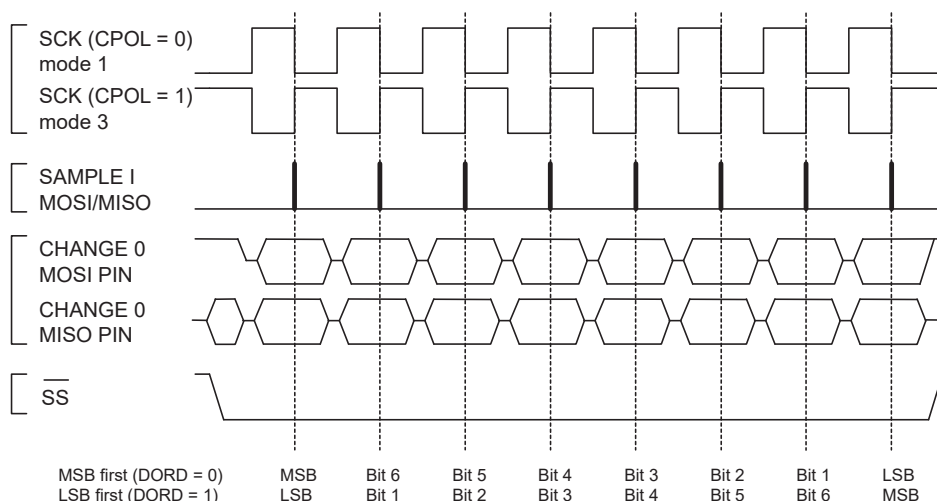 SCK (CPOL = 0)
mode 1
SCK (CPOL = 1)
mode 3
SAMPLE I
MOSI/MISO
CHANGE 0
MOSI PIN
CHANGE 0
MISO PIN
SS
MSB first (DORD = 0) MSB Bit 6 Bit 5 Bit 4 Bit 3 Bit 2 Bit 1 LSB
LSB first (DORD = 1) LSB Bit 1 Bit 2 Bit 3 Bit 4 Bit 5 Bit 6 MSB